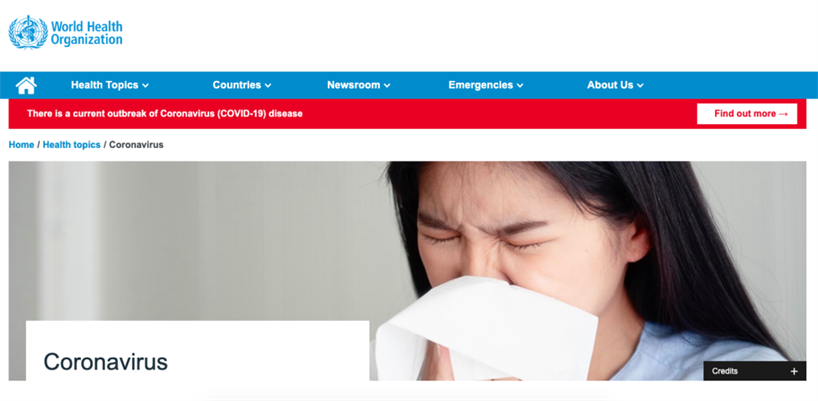 World Health
Organization
Health Topics Countries Newsroom Emergencies About Us
There is a current outbreak of Coronavirus (COVID-19) disease Find out more →
Home / Health topics / Coronavirus
Coronavirus
Credits +